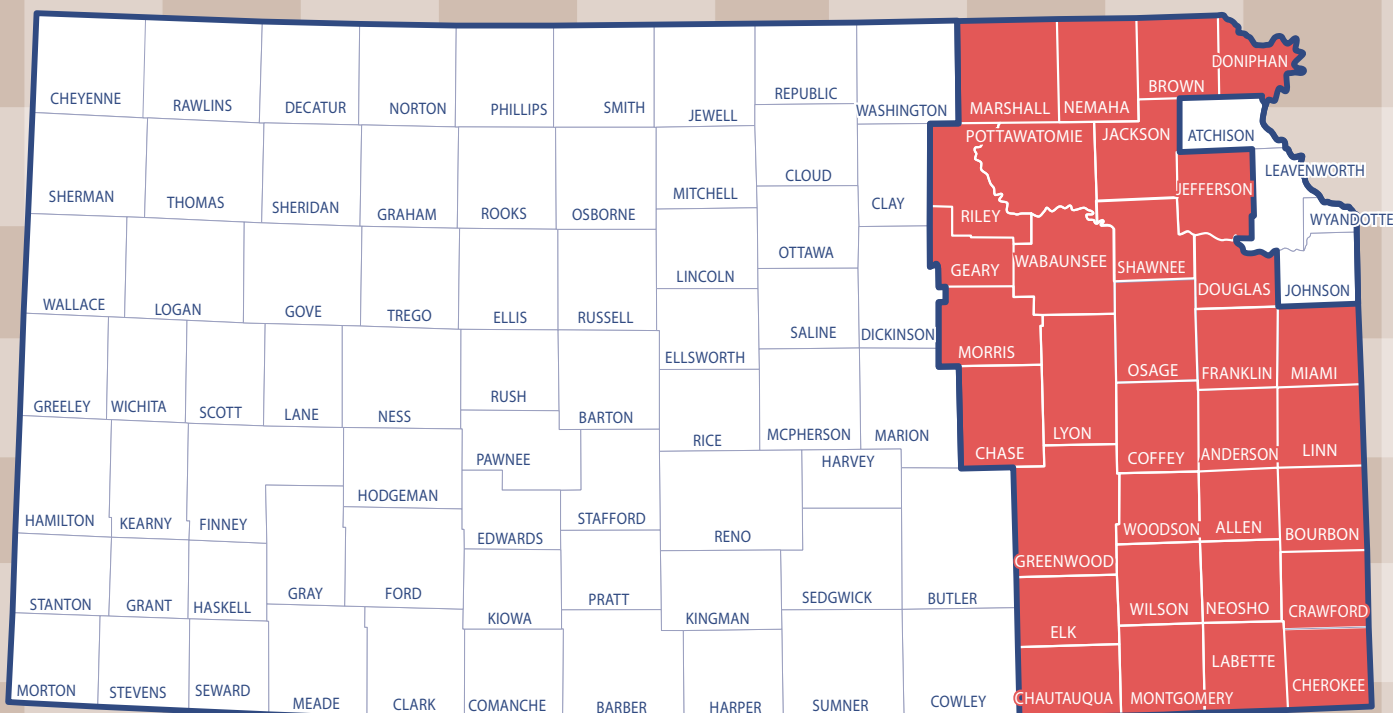 CHEYENNE
RAWLINS
DECATUR
NORTON
PHILLIPS
SMITH
JEWELL
REPUBLIC
WASHINGTON
MARSHALL
NEMAHA
BROWN
DONIPHAN
SHERMAN
THOMAS
SHERIDAN
GRAHAM
ROOKS
OSBORNE
MITCHELL
CLOUD
CLAY
POTTAWATOMIE
JACKSON
ATCHISON
RILEY
JEFFERSON
LEAVENWORTH
WYANDOTTE
WALLACE
LOGAN
GOVE
TREGO
ELLIS
RUSSELL
LINCOLN
OTTAWA
SALINE
DICKINSON
GEARY
WABAUNSEE
SHAWNEE
DOUGLAS
JOHNSON
GREELEY
WICHITA
SCOTT
LANE
NESS
RUSH
BARTON
ELLSWORTH
RICE
MCPHERSON
MARION
MORRIS
CHASE
LYON
OSAGE
FRANKLIN
MIAMI
COFFEY
ANDERSON
LINN
HAMILTON
KEARNY
FINNEY
HODGEMAN
PAWNEE
EDWARDS
STAFFORD
RENO
HARVEY
GREENWOOD
WOODSON
ALLEN
BOURBON
STANTON
GRANT
HASKELL
GRAY
FORD
KIOWA
PRATT
KINGMAN
SEDGWICK
BUTLER
ELK
WILSON
NEOSHO
CRAWFORD
MORTON
STEVENS
SEWARD
MEADE
CLARK
COMANCHE
BARBER
HARPER
SUMNER
COWLEY
CHAUTAUQUA
MONTGOMERY
LABETTE
CHEROKEE